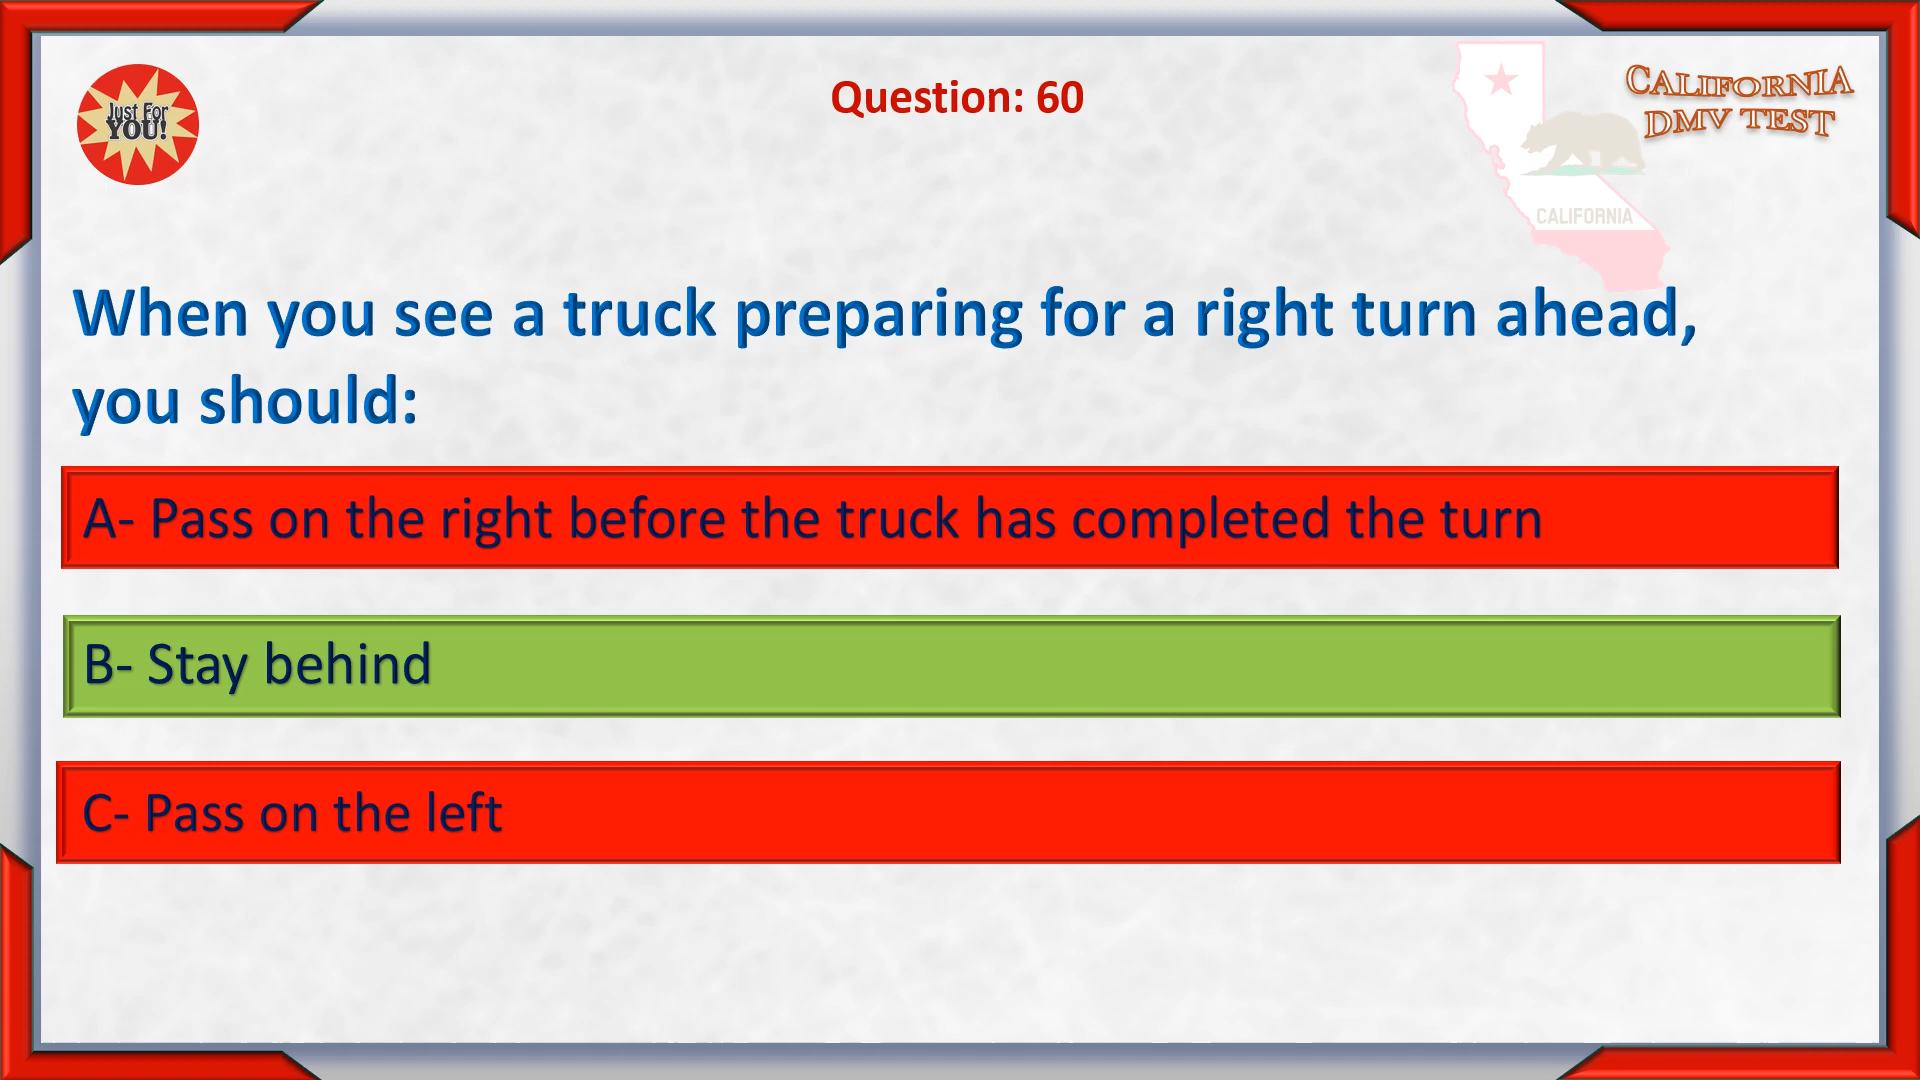 Just For
YOU!
Question: 60
CALIFORNIA
DMV TEST
CALIFORNIA
When you see a truck preparing for a right turn ahead,
you should:
A- Pass on the right before the truck has completed the turn
B- Stay behind
C- Pass on the left